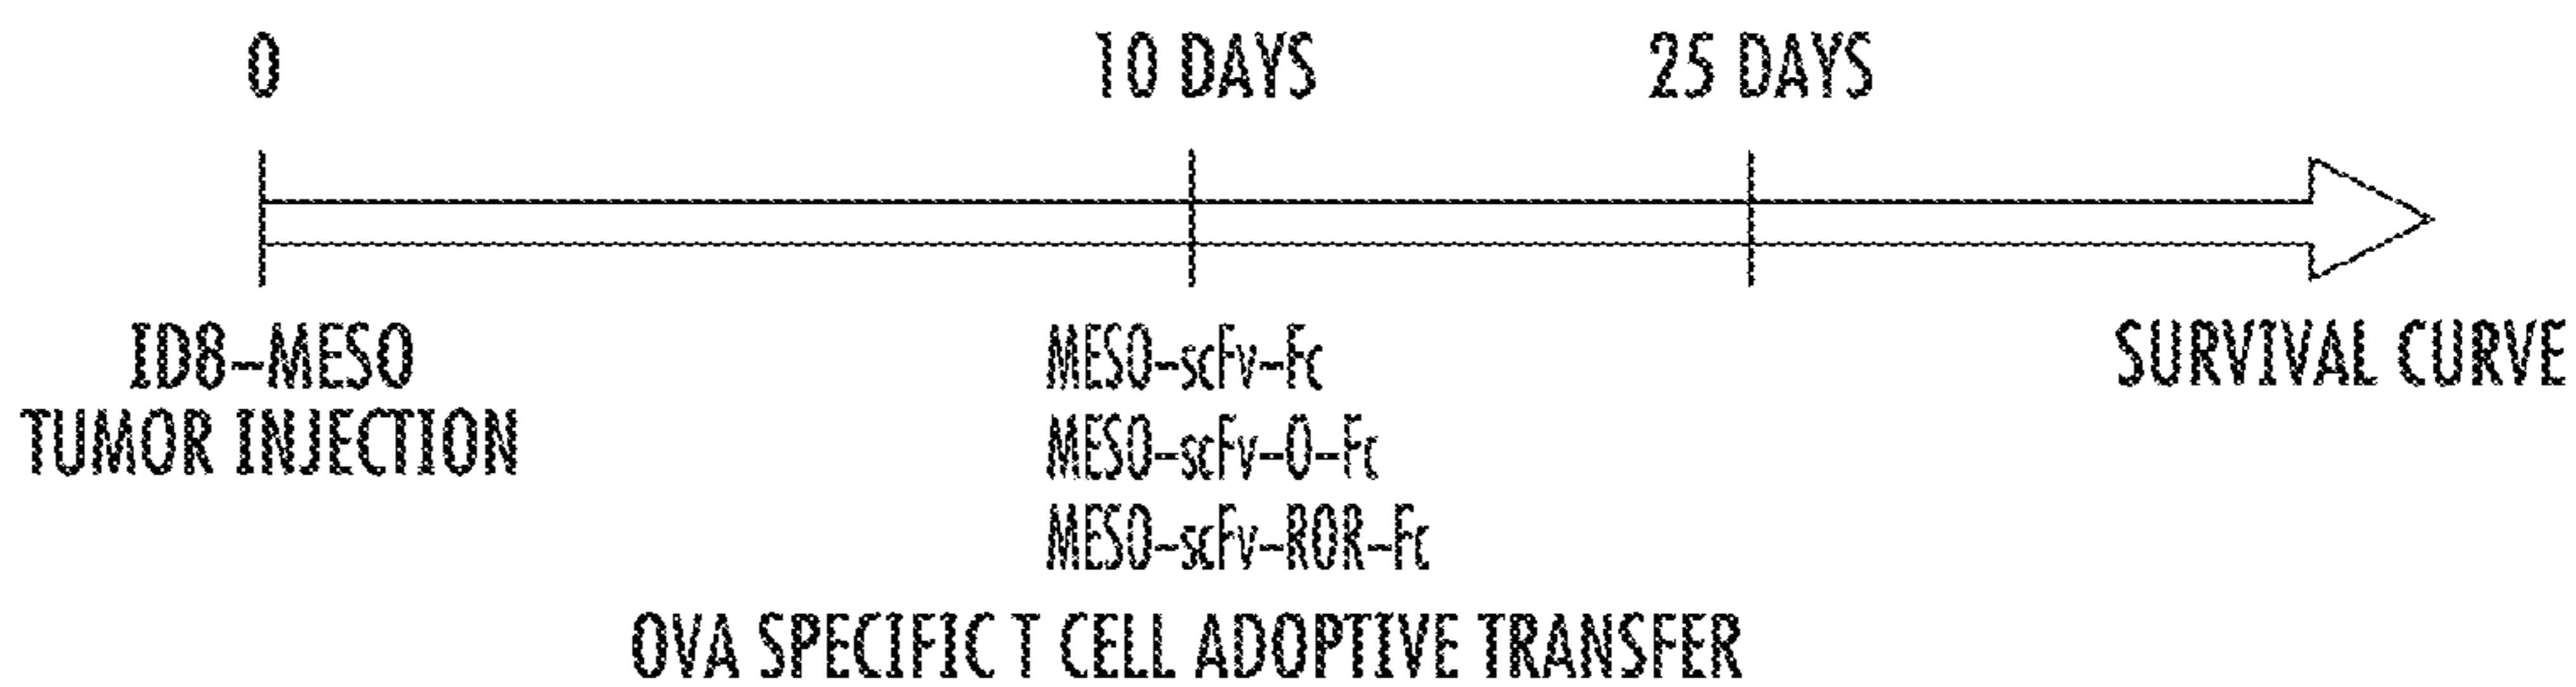 0
10 DAYS
25 DAYS
ID8-MESO
TUMOR INJECTION
MESO-scFv-Fc
MESO-scFv-O-Fc
MESO-scFv-ROR-Fc
OVA SPECIFIC T CELL ADOPTIVE TRANSFER
SURVIVAL CURVE